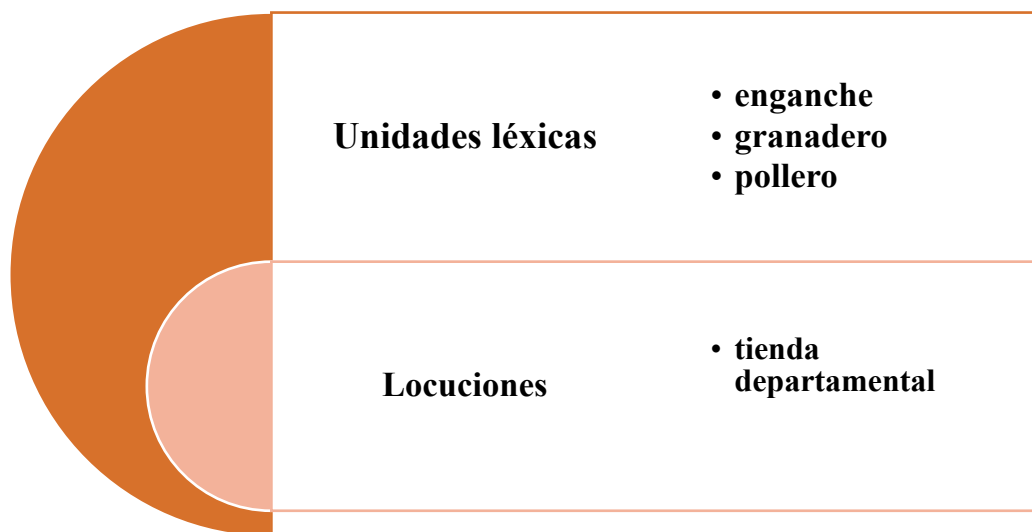 Unidades léxicas
• enganche
• granadero
• pollero
Locuciones
• tienda
departamental